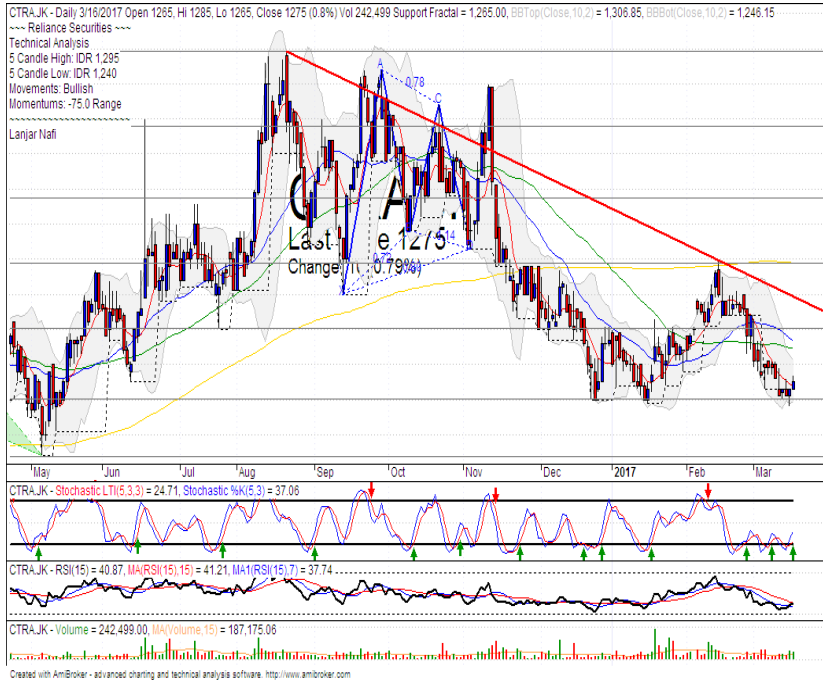 CTRA.JK - Daily 3/16/2017 Open 1265, Hi 1285, Lo 1265, Close 1275 (0.8%) Vol 242,499 Support Fractal = 1,265.00, BBTop(Close,10,2) = 1,306.85, BBBot(Close,10,2) = 1,246.15
~~~ Reliance Securities ~~~
Technical Analysis
5 Candle High: IDR 1,295
5 Candle Low: IDR 1,240
Movements: Bullish
Momentums: -75.0 Range
~~~~~~~~~~~~~~~~~~~~~
Lanjar Nafi
A
0.78
C
1275
0.79%)
May Jun Jul Aug Sep Oct Nov Dec 2017 Feb Mar
CTRA.JK - Stochastic LTI(5,3,3) = 24.71, Stochastic %K(5,3) = 37.06
CTRA.JK - RSI(15) = 40.87, MA(RSI),15) = 41.21, MA1(RSI(15),7) = 37.74
CTRA.JK - Volume = 242,499.00, MA(Volume,15) = 187,175.06
Created with AmiBroker - advanced charting and technical analysis software. http://www.amibroker.com